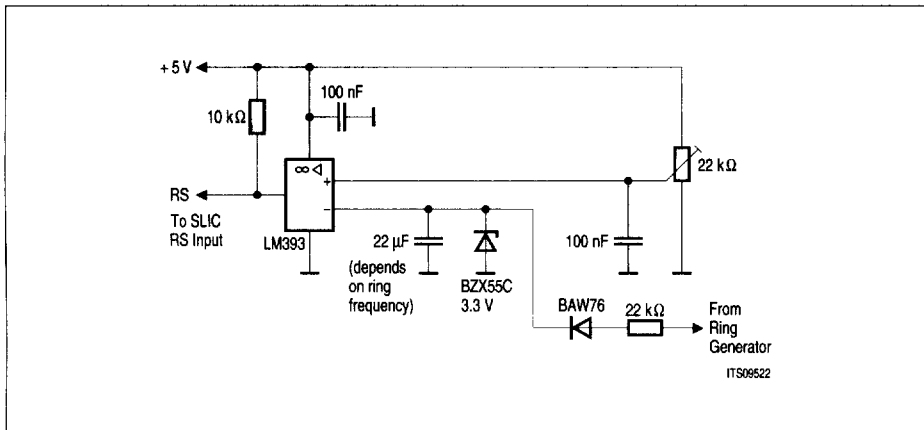 + 5 V
100 nF
10 kΩ
∞
+
22 kΩ
RS
−
To SLIC
RS Input
LM393
22 µF
100 nF
(depends
on ring
frequency)
BZX55C
3.3 V
BAW76
22 kΩ
From
Ring
Generator
ITS09522